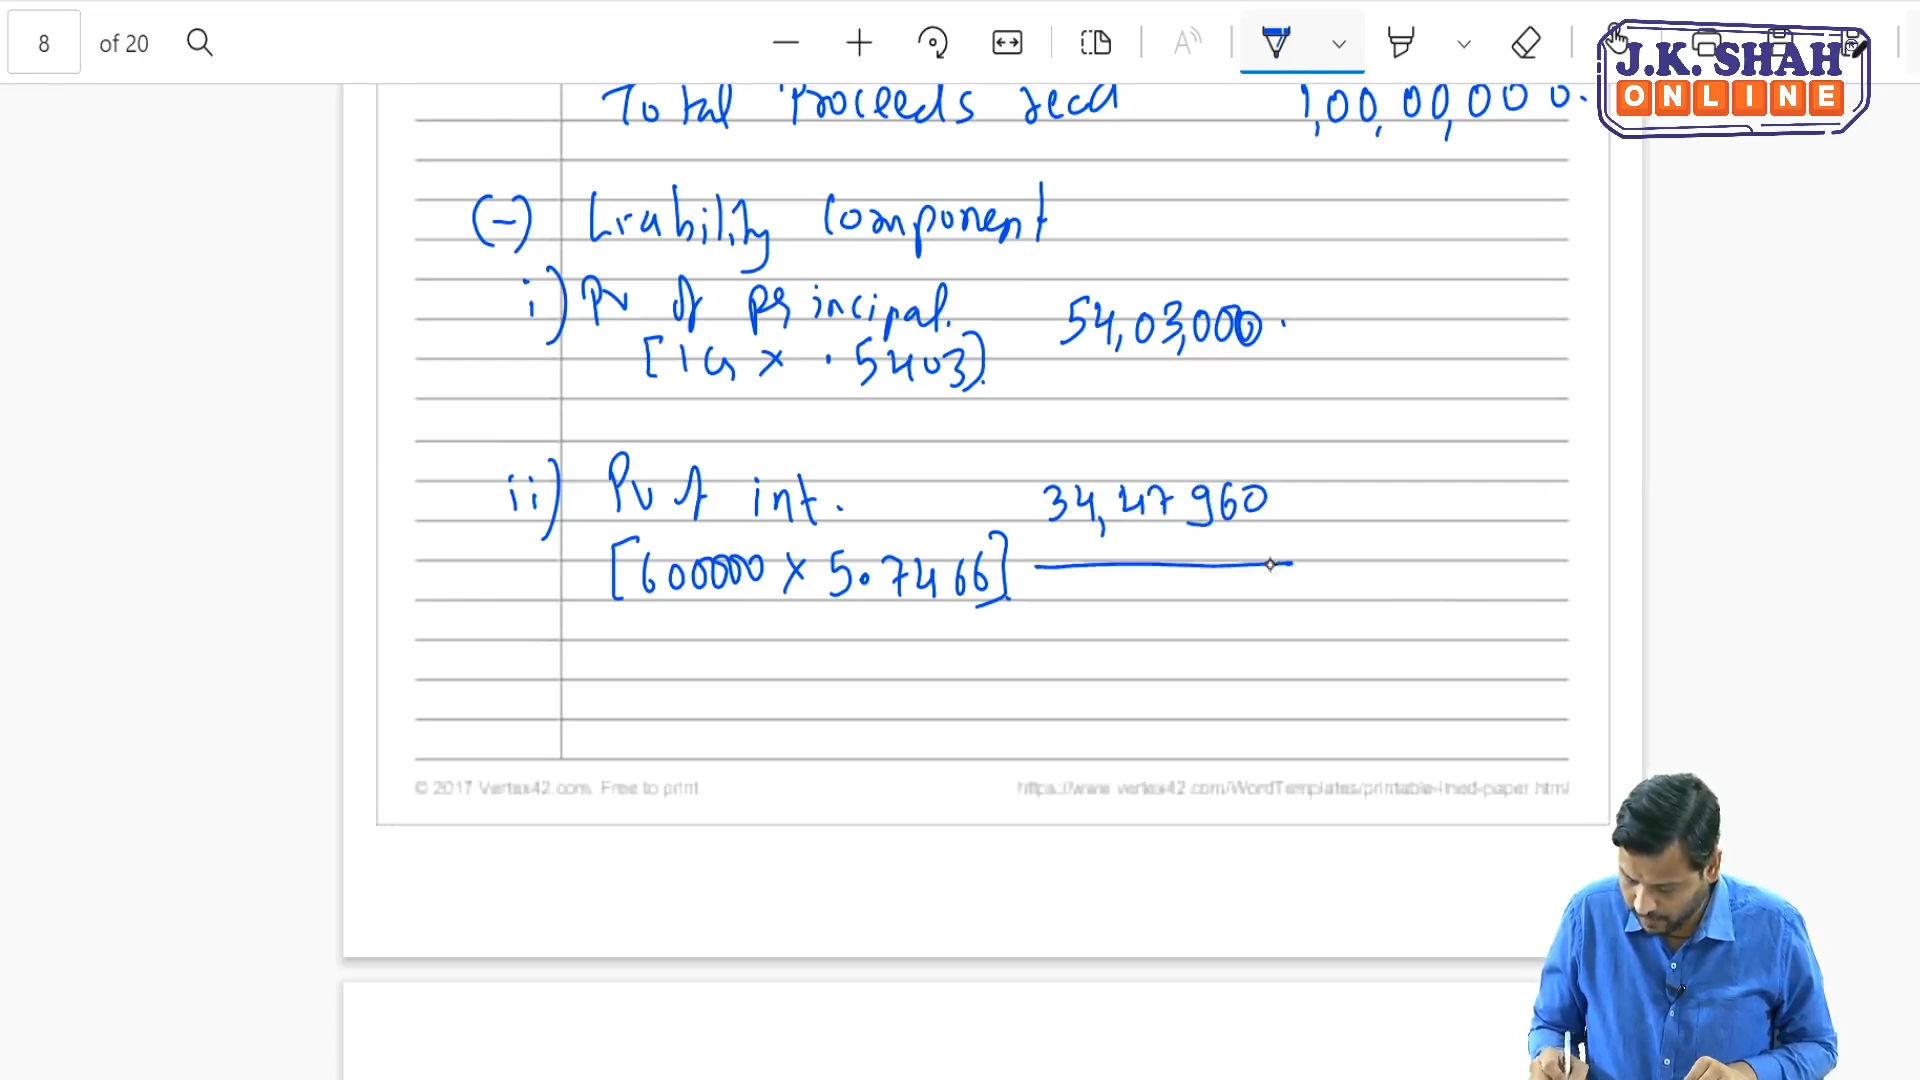 8 of 20
J.K. SHAH
ONLINE
Total Proceeds recd 1,00,00,000.
(-) Liability component
i) PV of principal. 54,03,000.
[1Cr × .5403].
ii) PV of int. 34,47 960
[600000 × 5.7466].
© 2017 Vertex42.com. Free to print.
https://www.vertex42.com/WordTemplates/printable-lined-paper.html